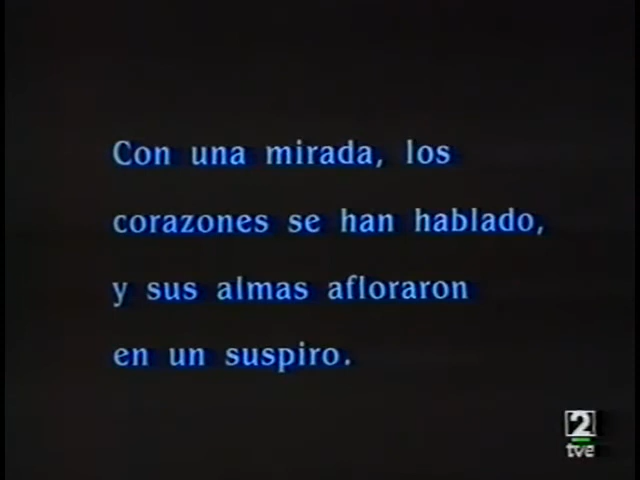 Con una mirada, los
corazones se han hablado,
y sus almas afloraron
en un suspiro.
2
tve